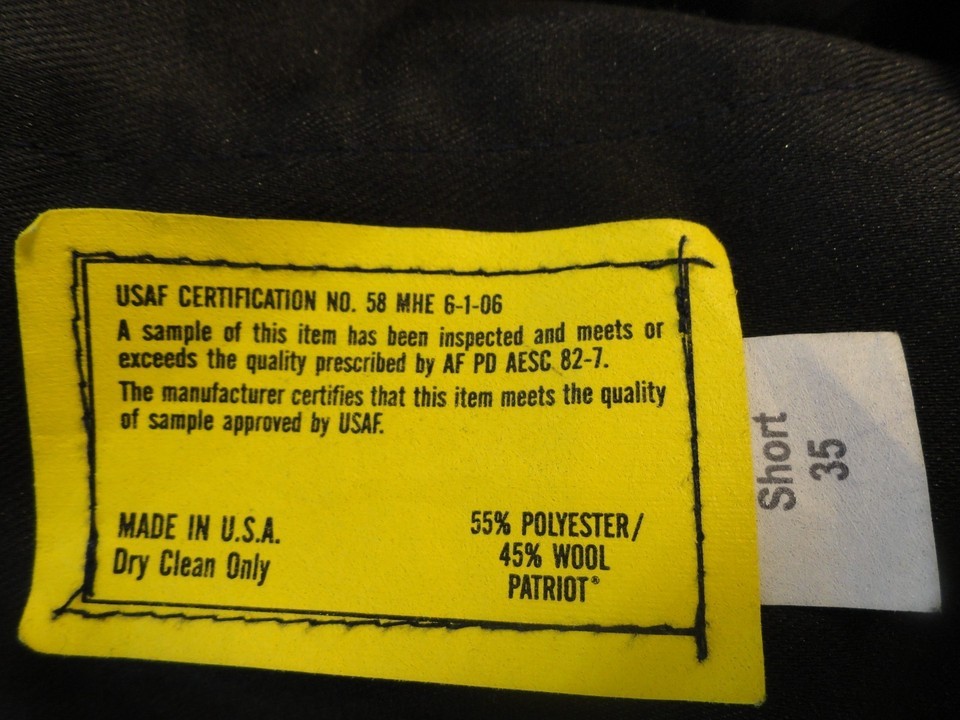 USAF CERTIFICATION NO. 58 MHE 6-1-06
A sample of this item has been inspected and meets or
exceeds the quality prescribed by AF PD AESC 82-7.
The manufacturer certifies that this item meets the quality
of sample approved by USAF.
MADE IN U.S.A.
Dry Clean Only
55% POLYESTER/
45% WOOL
PATRIOT®
Short
35